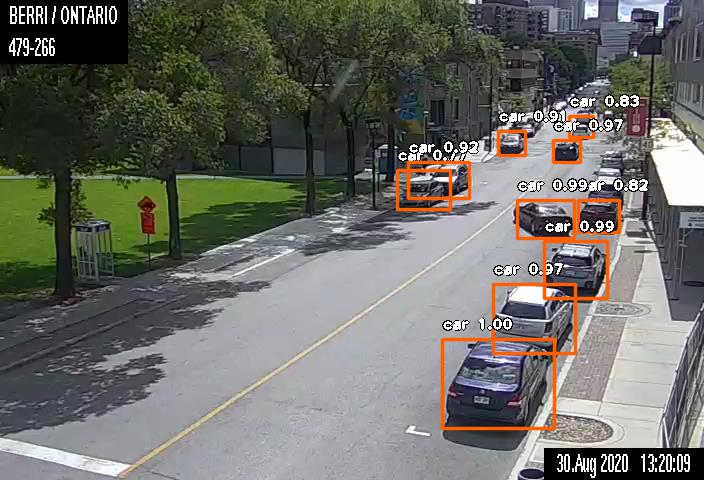 BERRI / ONTARIO
479-266
car 0.83
car 0.91
car 0.97
car 0.92
car 0.77
car 0.99
car 0.82
car 0.99
car 0.97
car 1.00
30.Aug 2020 13:20:09